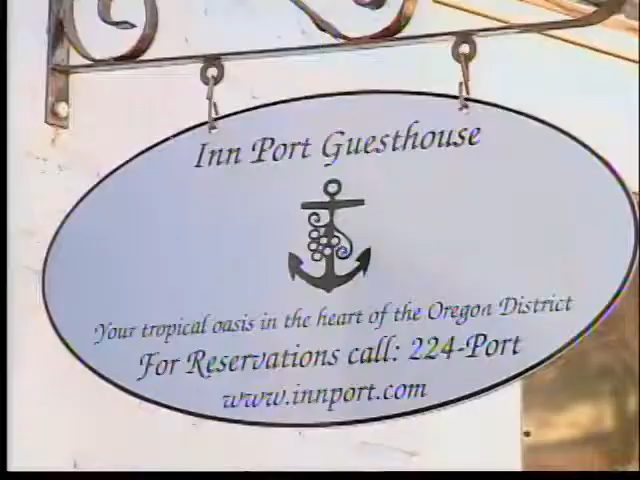 Inn Port Guesthouse
Your tropical oasis in the heart of the Oregon District
For Reservations call: 224-Port
www.innport.com